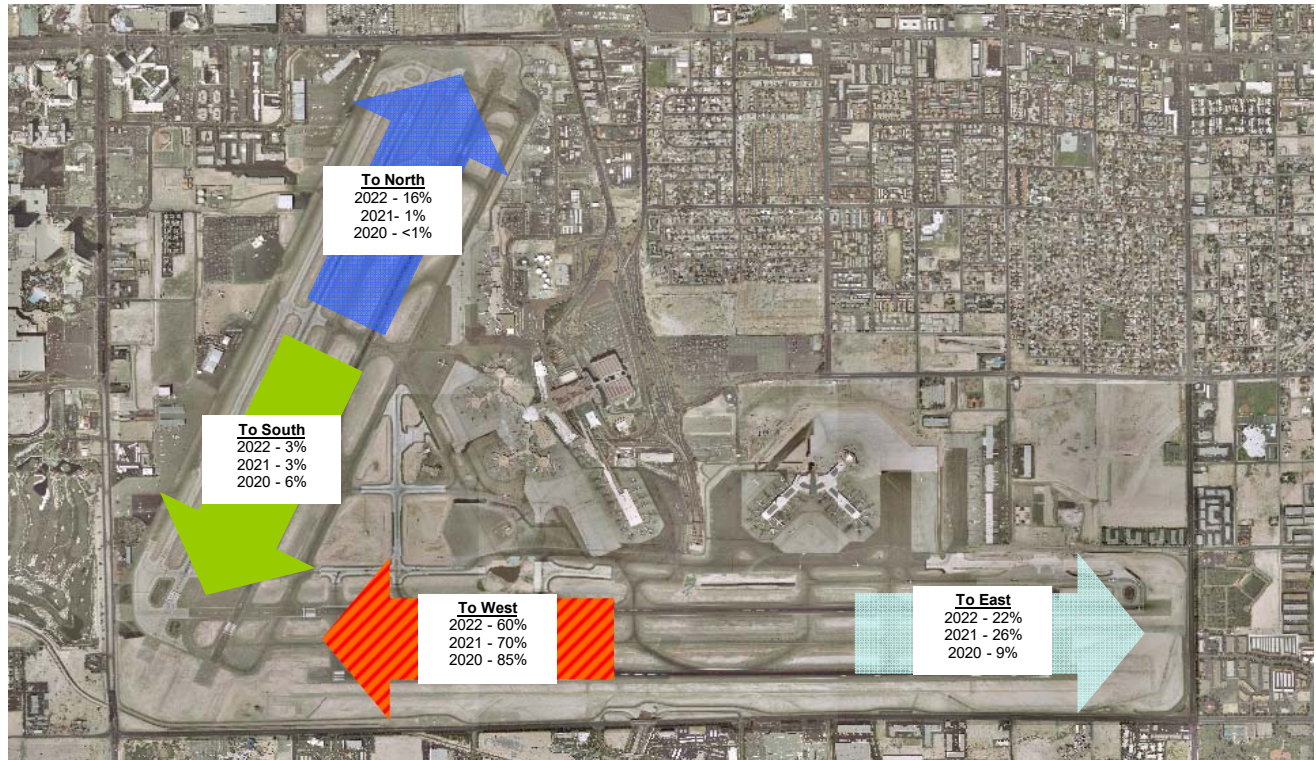 To North
2022 - 16%
2021- 1%
2020 - <1%
To South
2022 - 3%
2021 - 3%
2020 - 6%
To West
2022 - 60%
2021 - 70%
2020 - 85%
To East
2022 - 22%
2021 - 26%
2020 - 9%